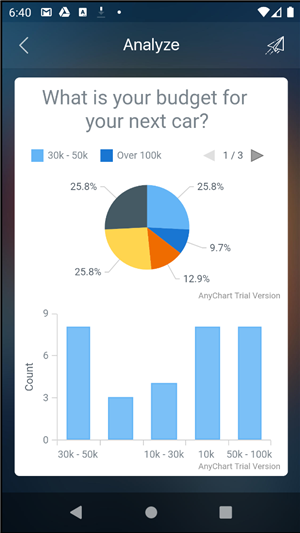 6:40
Analyze
What is your budget for
your next car?
30k - 50k
Over 100k
1 / 3
25.8%
25.8%
9.7%
12.9%
25.8%
AnyChart Trial Version
Count
9
6
3
0
30k - 50k
10k - 30k
10k
50k - 100k
AnyChart Trial Version